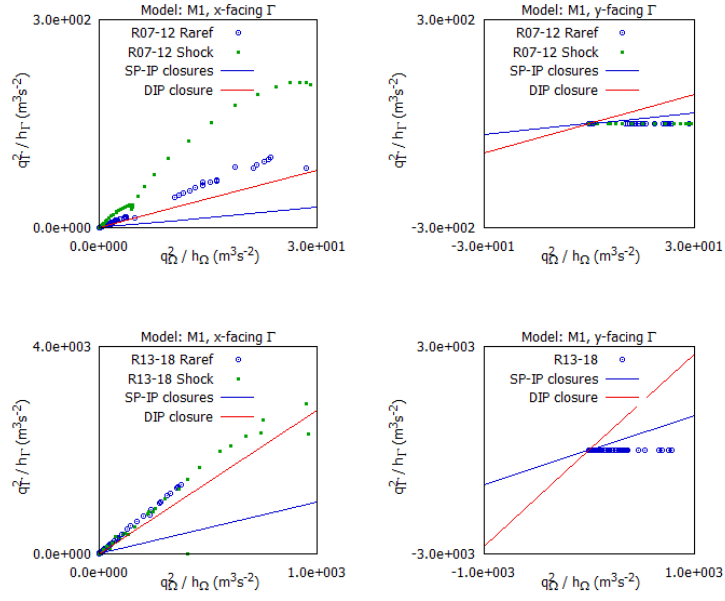 Model: M1, x-facing Γ
3.0e+002
R07-12 Raref
R07-12 Shock
SP-IP closures
DIP closure
q²Γ / hΓ (m³s⁻²)
0.0e+000
0.0e+000
3.0e+001
q²Ω / hΩ (m³s⁻²)
Model: M1, y-facing Γ
3.0e+002
R07-12 Raref
R07-12 Shock
SP-IP closures
DIP closure
q²Γ / hΓ (m³s⁻²)
-3.0e+002
-3.0e+001
3.0e+001
q²Ω / hΩ (m³s⁻²)
Model: M1, x-facing Γ
4.0e+003
R13-18 Raref
R13-18 Shock
SP-IP closures
DIP closure
q²Γ / hΓ (m³s⁻²)
0.0e+000
0.0e+000
1.0e+003
q²Ω / hΩ (m³s⁻²)
Model: M1, y-facing Γ
3.0e+003
R13-18
SP-IP closures
DIP closure
q²Γ / hΓ (m³s⁻²)
-3.0e+003
-1.0e+003
1.0e+003
q²Ω / hΩ (m³s⁻²)